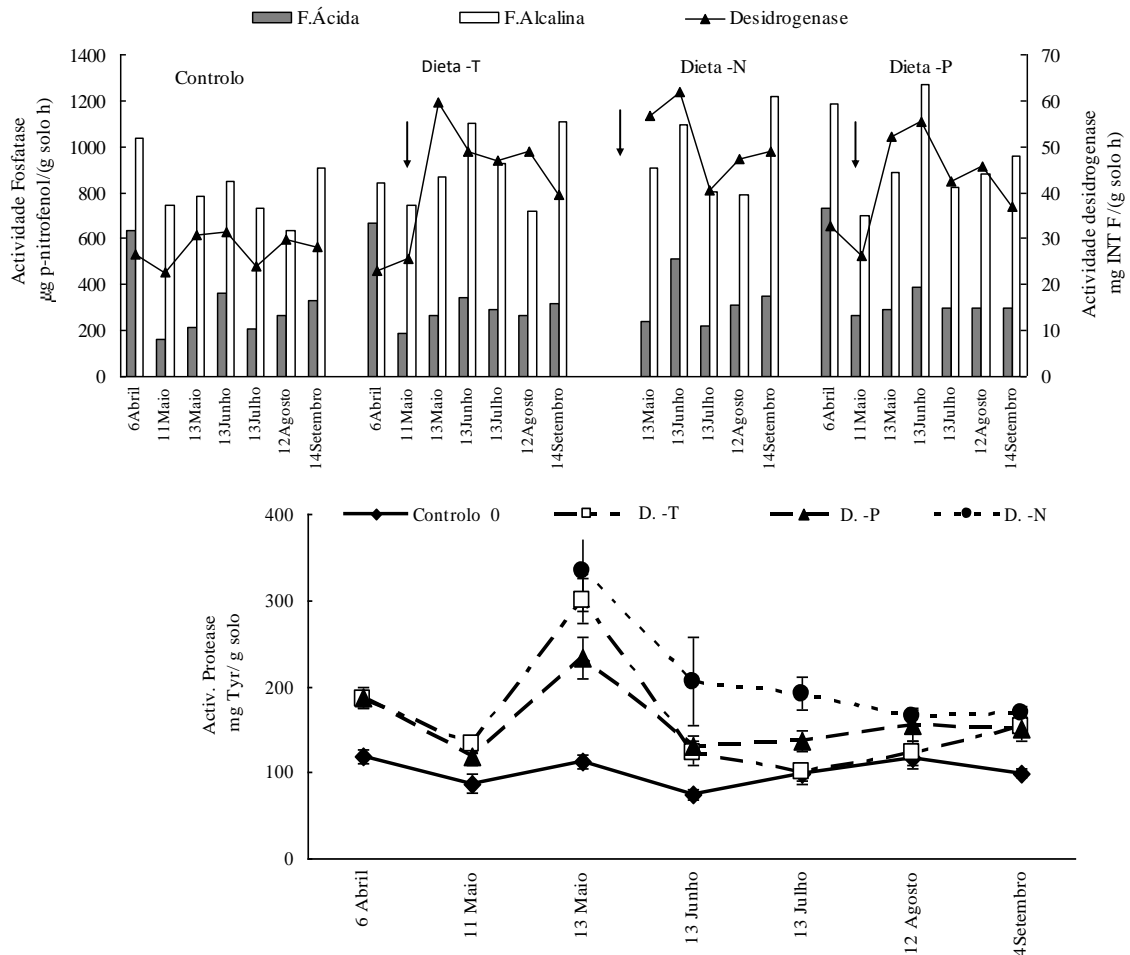 F.Ácida F.Alcalina Desidrogenase
1400
1200
1000
800
600
400
200
0
70
60
50
40
30
20
10
0
Controlo
Dieta -T
Dieta -N
Dieta -P
Actividade Fosfatase
µg p-nitrofenol/(g solo h)
Actividade desidrogenase
mg INT F /(g solo h)
6Abril
11Maio
13Maio
13Junho
13Julho
12Agosto
14Setembro
6Abril
11Maio
13Maio
13Junho
13Julho
12Agosto
14Setembro
13Maio
13Junho
13Julho
12Agosto
14Setembro
6Abril
11Maio
13Maio
13Junho
13Julho
12Agosto
14Setembro
Controlo 0 D. -T D. -P D. -N
400
300
200
100
0
Activ. Protease
mg Tyr/ g solo
6 Abril
11 Maio
13 Maio
13 Junho
13 Julho
12 Agosto
4Setembro